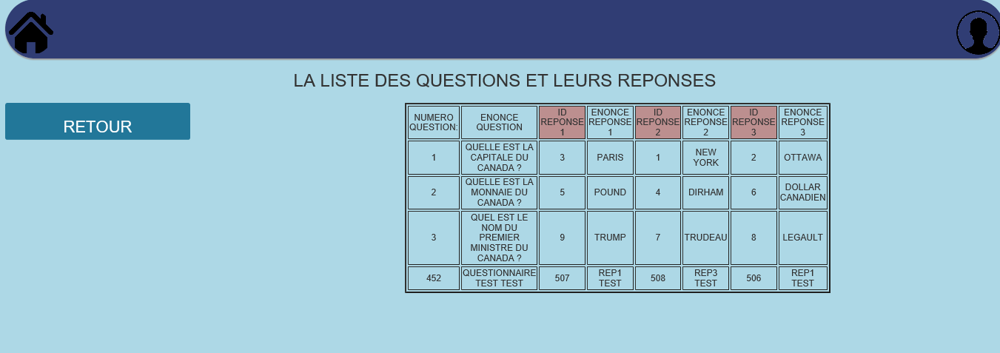 LA LISTE DES QUESTIONS ET LEURS REPONSES
RETOUR
NUMERO QUESTION: ENONCE QUESTION ID REPONSE 1 ENONCE REPONSE 1 ID REPONSE 2 ENONCE REPONSE 2 ID REPONSE 3 ENONCE REPONSE 3
1 QUELLE EST LA CAPITALE DU CANADA ? 3 PARIS 1 NEW YORK 2 OTTAWA
2 QUELLE EST LA MONNAIE DU CANADA ? 5 POUND 4 DIRHAM 6 DOLLAR CANADIEN
3 QUEL EST LE NOM DU PREMIER MINISTRE DU CANADA ? 9 TRUMP 7 TRUDEAU 8 LEGAULT
452 QUESTIONNAIRE TEST TEST 507 REP1 TEST 508 REP3 TEST 506 REP1 TEST